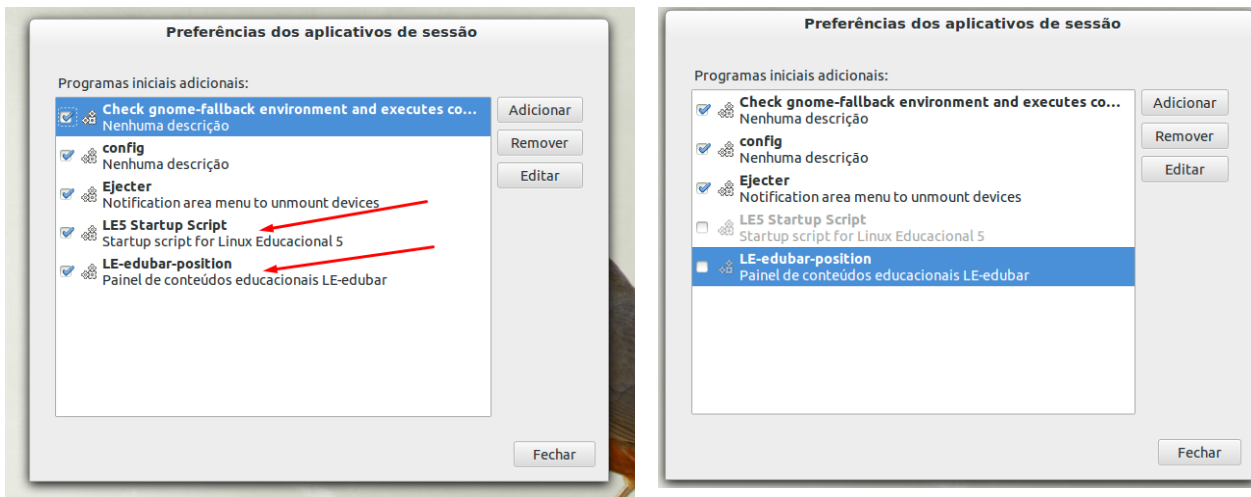 Preferências dos aplicativos de sessão
Programas iniciais adicionais:
Check gnome-fallback environment and executes co...
Nenhuma descrição
config
Nenhuma descrição
Ejecter
Notification area menu to unmount devices
LE5 Startup Script
Startup script for Linux Educacional 5
LE-edubar-position
Painel de conteúdos educacionais LE-edubar
Adicionar
Remover
Editar
Fechar
Preferências dos aplicativos de sessão
Programas iniciais adicionais:
Check gnome-fallback environment and executes co...
Nenhuma descrição
config
Nenhuma descrição
Ejecter
Notification area menu to unmount devices
LE5 Startup Script
Startup script for Linux Educacional 5
LE-edubar-position
Painel de conteúdos educacionais LE-edubar
Adicionar
Remover
Editar
Fechar